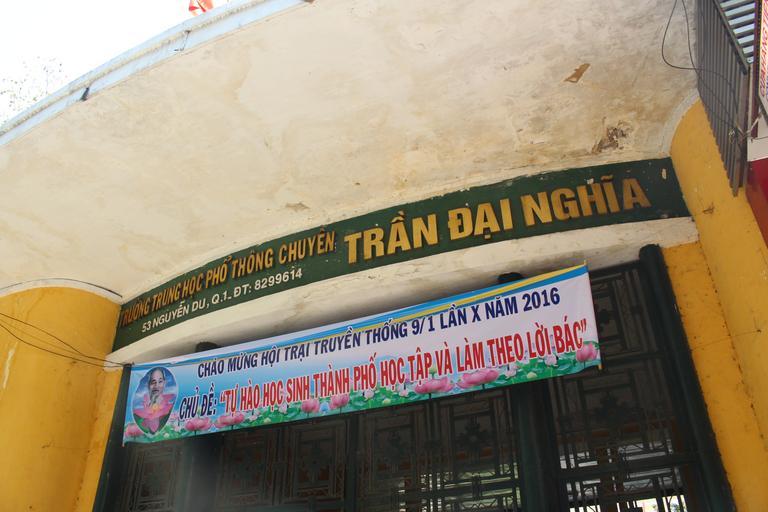 TRƯỜNG TRUNG HỌC PHỔ THÔNG CHUYÊN TRẦN ĐẠI NGHĨA
53 NGUYỄN DU, Q.1. ĐT: 8299614
CHÀO MỪNG HỘI TRẠI TRUYỀN THỐNG 9/1 LẦN X NĂM 2016
CHỦ ĐỀ: "TỰ HÀO HỌC SINH THÀNH PHỐ HỌC TẬP VÀ LÀM THEO LỜI BÁC"